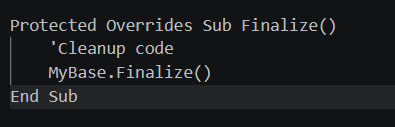 Protected Overrides Sub Finalize()
    'Cleanup code
    MyBase.Finalize()
End Sub